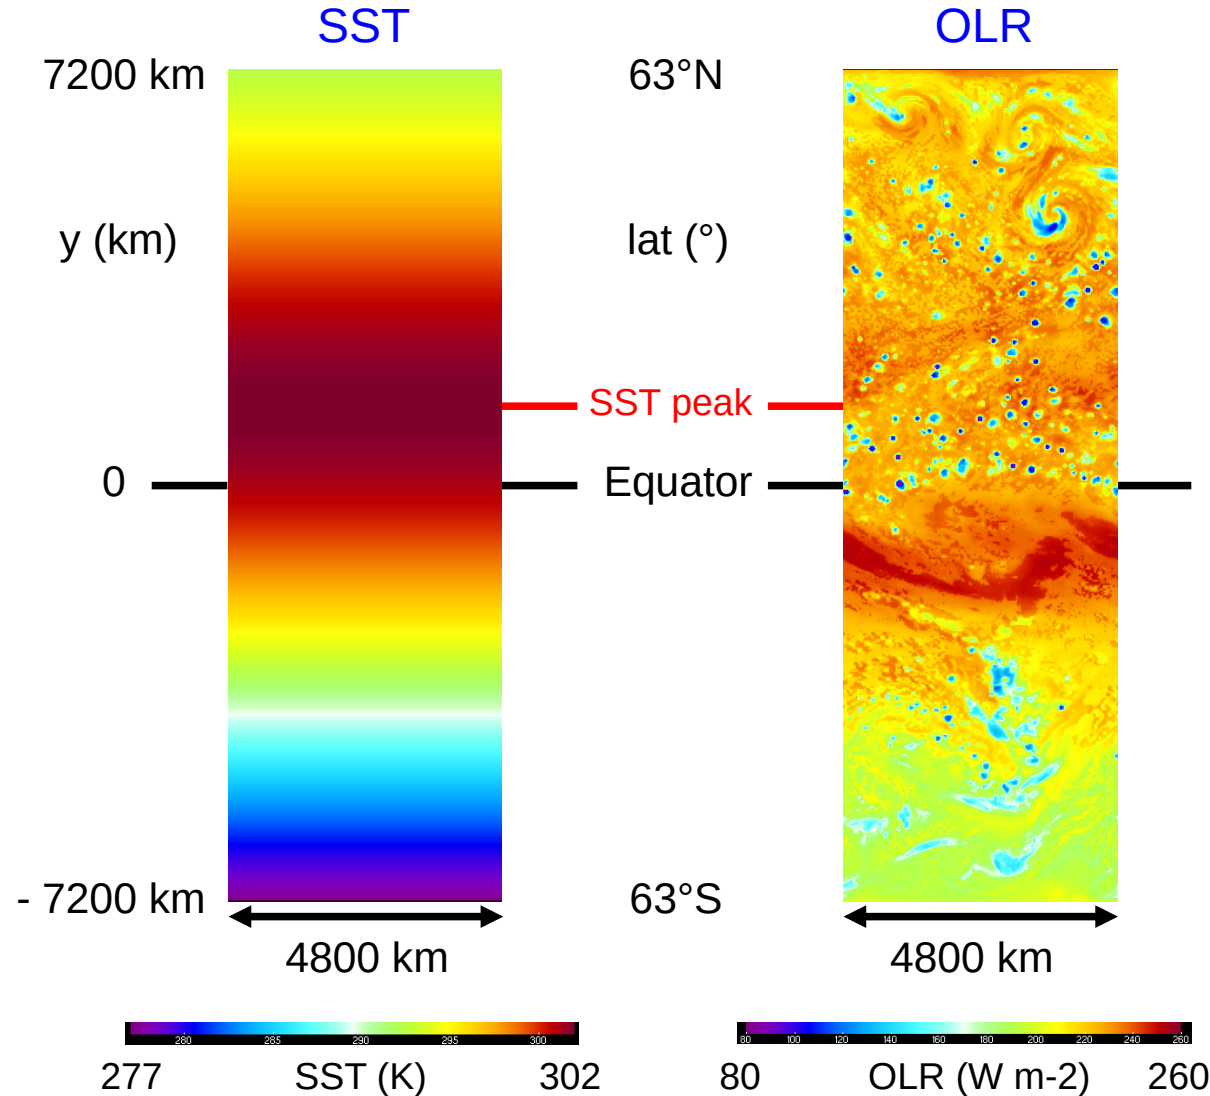 SST
OLR
7200 km
63°N
y (km)
lat (°)
SST peak
0
Equator
- 7200 km
63°S
4800 km
4800 km
280 285 290 295 300
80 100 120 140 160 180 200 220 240 260
277 SST (K) 302
80 OLR (W m-2) 260